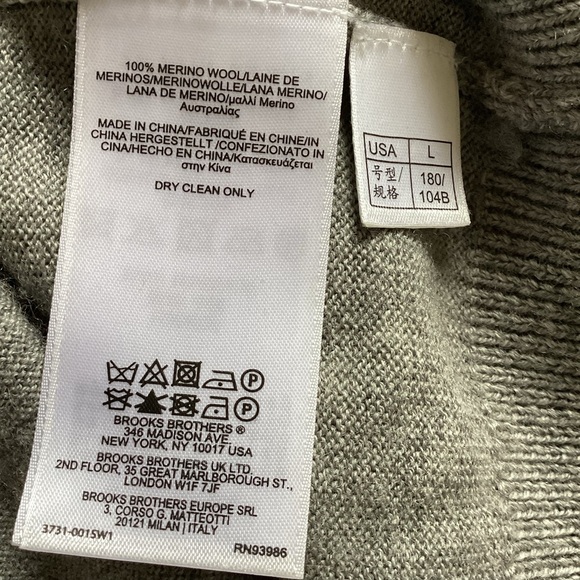 100% MERINO WOOL/LAINE DE
MERINOS/MERINOWOLLE/LANA MERINO/
LANA DE MERINO/μαλλί Merino
Αυστραλίας
MADE IN CHINA/FABRIQUÉ EN CHINE/IN
CHINA HERGESTELLT /CONFEZIONATO IN
CINA/HECHO EN CHINA/Κατασκευάζεται
στην Κίνα
DRY CLEAN ONLY
P
P
BROOKS BROTHERS ®
346 MADISON AVE.
NEW YORK, NY 10017 USA
BROOKS BROTHERS UK LTD.
2ND FLOOR, 35 GREAT MARLBOROUGH ST.,
LONDON W1F 7JF
BROOKS BROTHERS EUROPE SRL
3, CORSO G. MATTEOTTI
20121 MILAN | ITALY
3731-0015W1
RN93986
USA L
号型/规格 180/104B